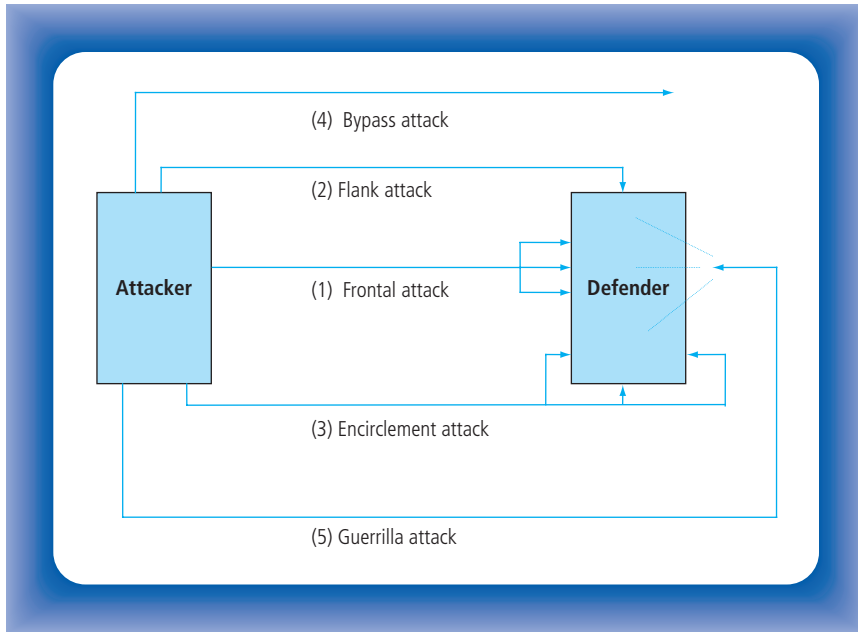 (4) Bypass attack
(2) Flank attack
Attacker
(1) Frontal attack
Defender
(3) Encirclement attack
(5) Guerrilla attack